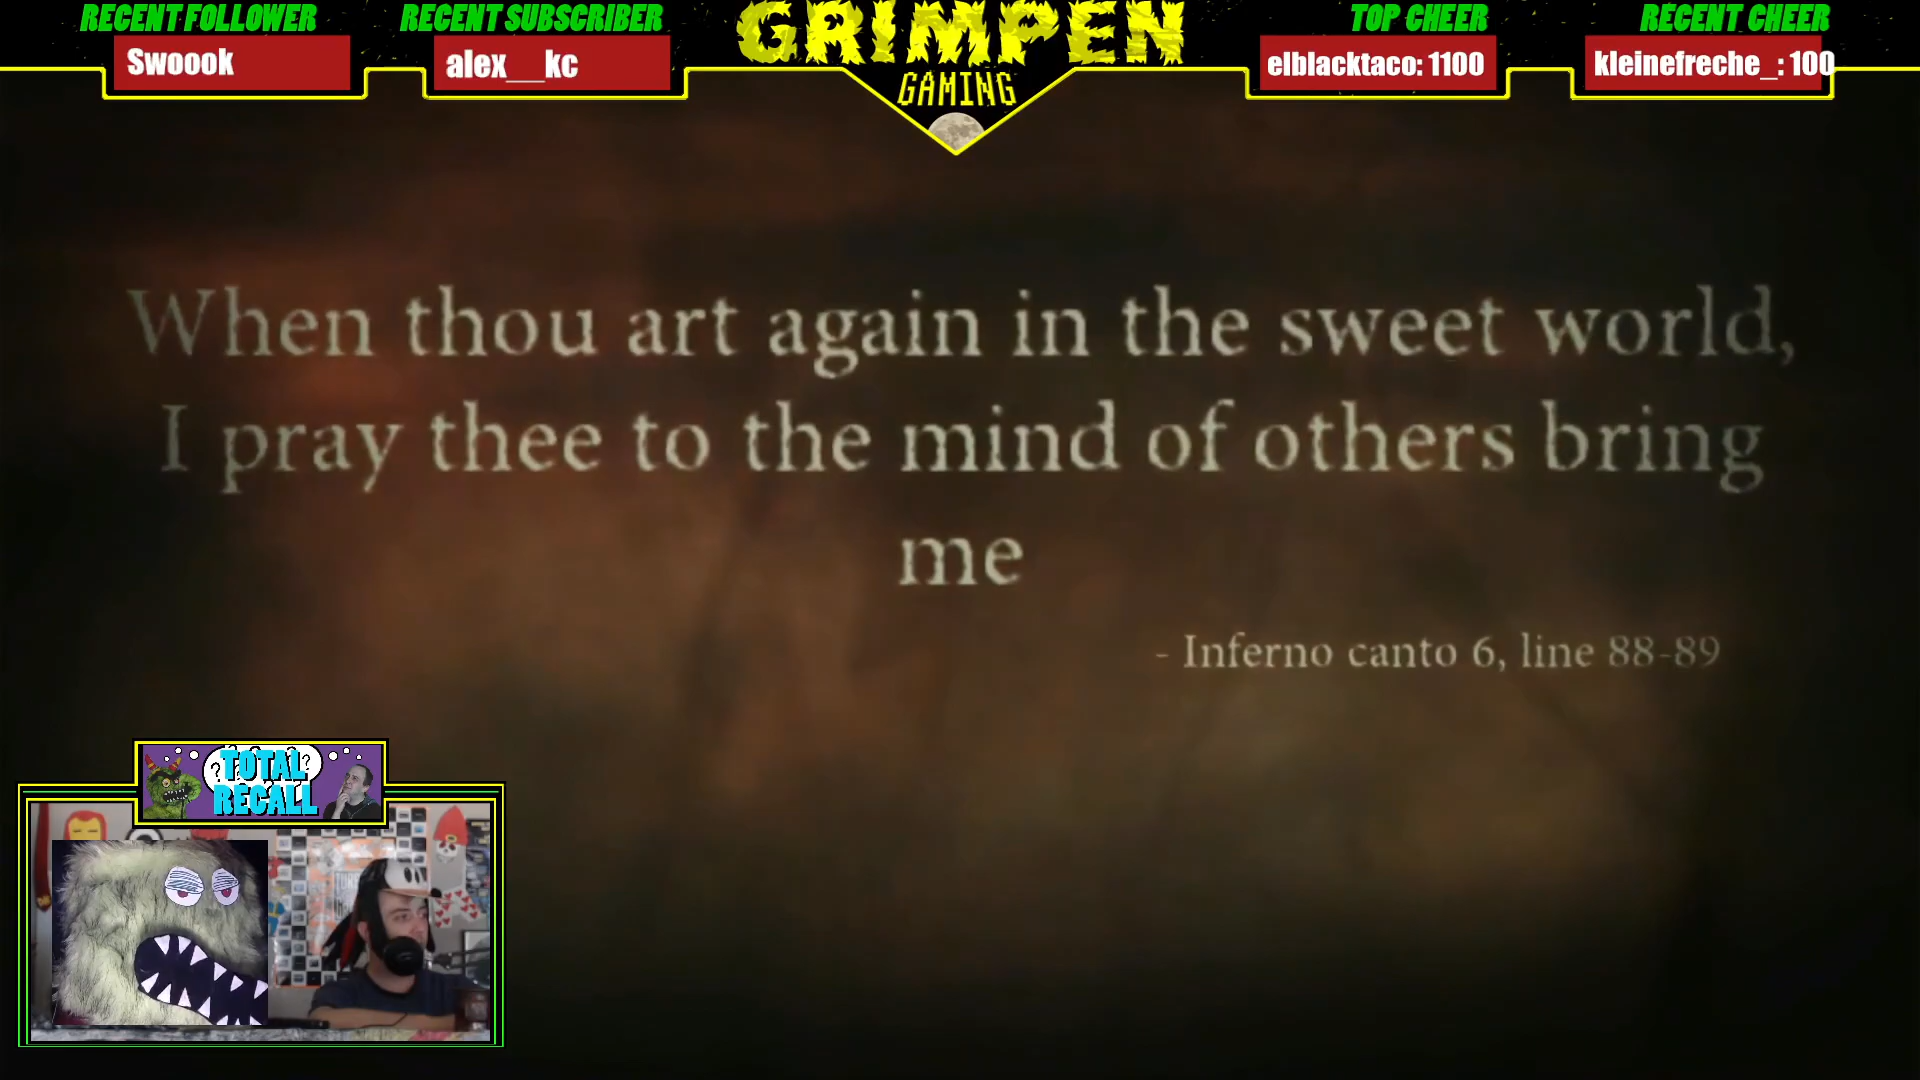 RECENT FOLLOWER
Swoook
RECENT SUBSCRIBER
alex__kc
GRIMPEN
GAMING
TOP CHEER
elblacktaco: 1100
RECENT CHEER
kleinefreche_: 100
When thou art again in the sweet world,
I pray thee to the mind of others bring
me
- Inferno canto 6, line 88-89
TOTAL
RECALL